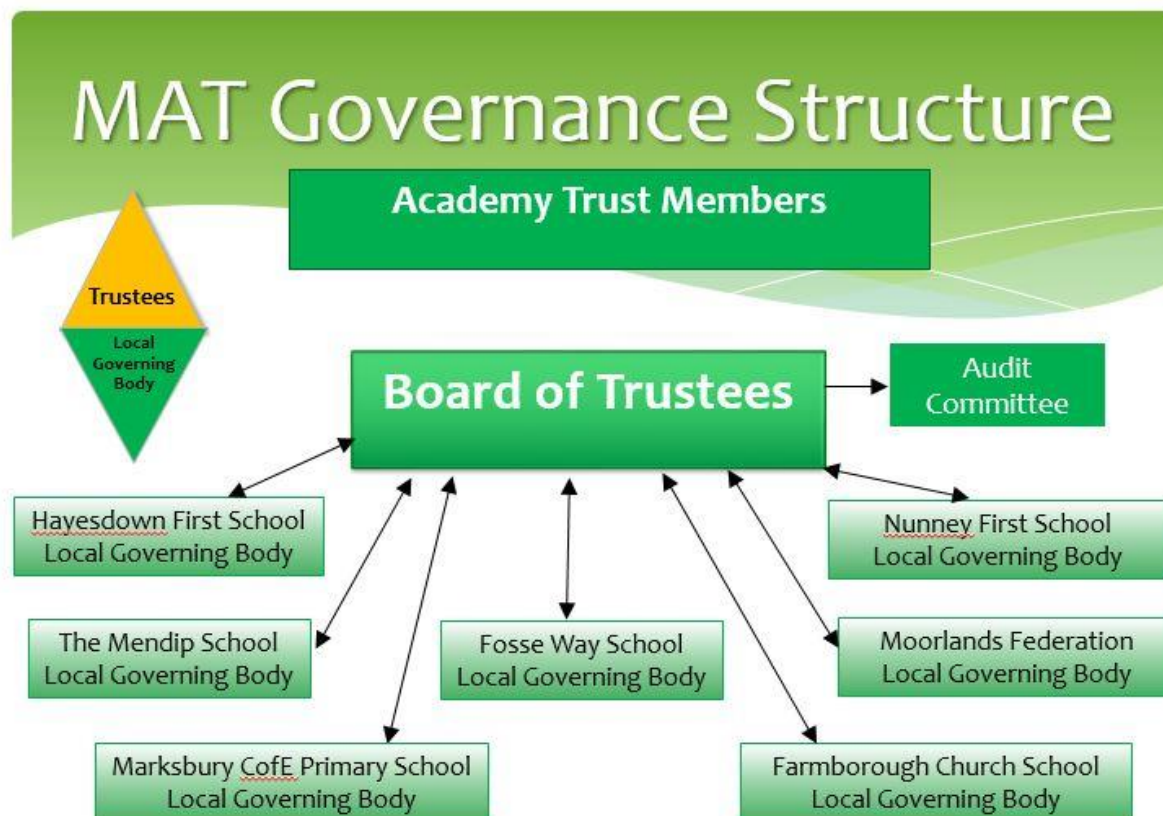 MAT Governance Structure
Academy Trust Members
Trustees
Local
Governing
Body
Board of Trustees
Audit
Committee
Hayesdown First School
Local Governing Body
Nunney First School
Local Governing Body
The Mendip School
Local Governing Body
Fosse Way School
Local Governing Body
Moorlands Federation
Local Governing Body
Marksbury CofE Primary School
Local Governing Body
Farmborough Church School
Local Governing Body